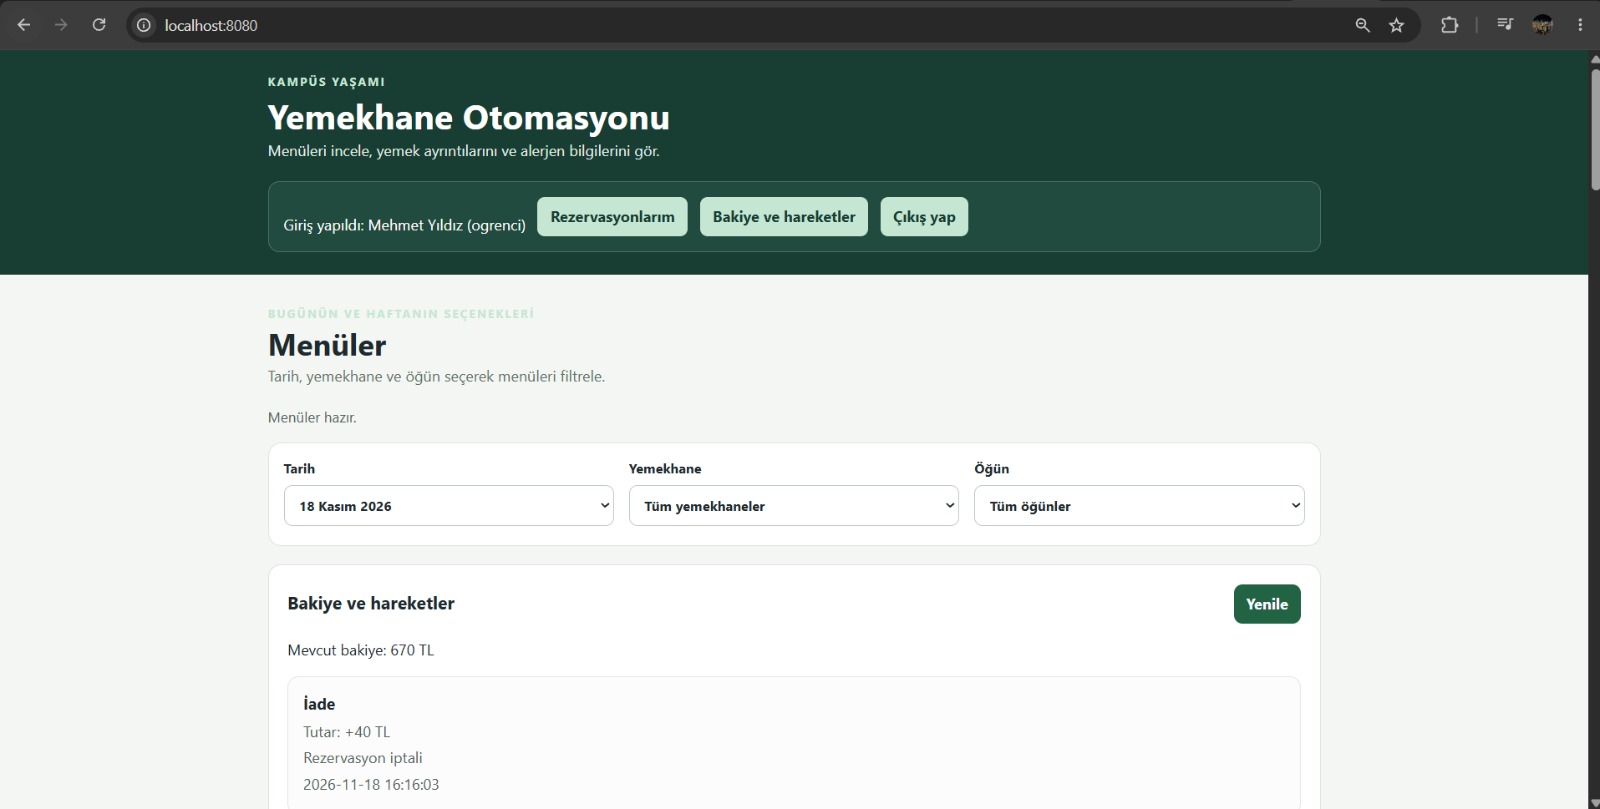 localhost:8080
KAMPÜS YAŞAMI
Yemekhane Otomasyonu
Menüleri incele, yemek ayrıntılarını ve alerjen bilgilerini gör.
Giriş yapıldı: Mehmet Yıldız (ogrenci)
Rezervasyonlarım
Bakiye ve hareketler
Çıkış yap
BUGÜNÜN VE HAFTANIN SEÇENEKLERİ
Menüler
Tarih, yemekhane ve öğün seçerek menüleri filtrele.
Menüler hazır.
Tarih
Yemekhane
Öğün
18 Kasım 2026
Tüm yemekhaneler
Tüm öğünler
Bakiye ve hareketler
Yenile
Mevcut bakiye: 670 TL
İade
Tutar: +40 TL
Rezervasyon iptali
2026-11-18 16:16:03